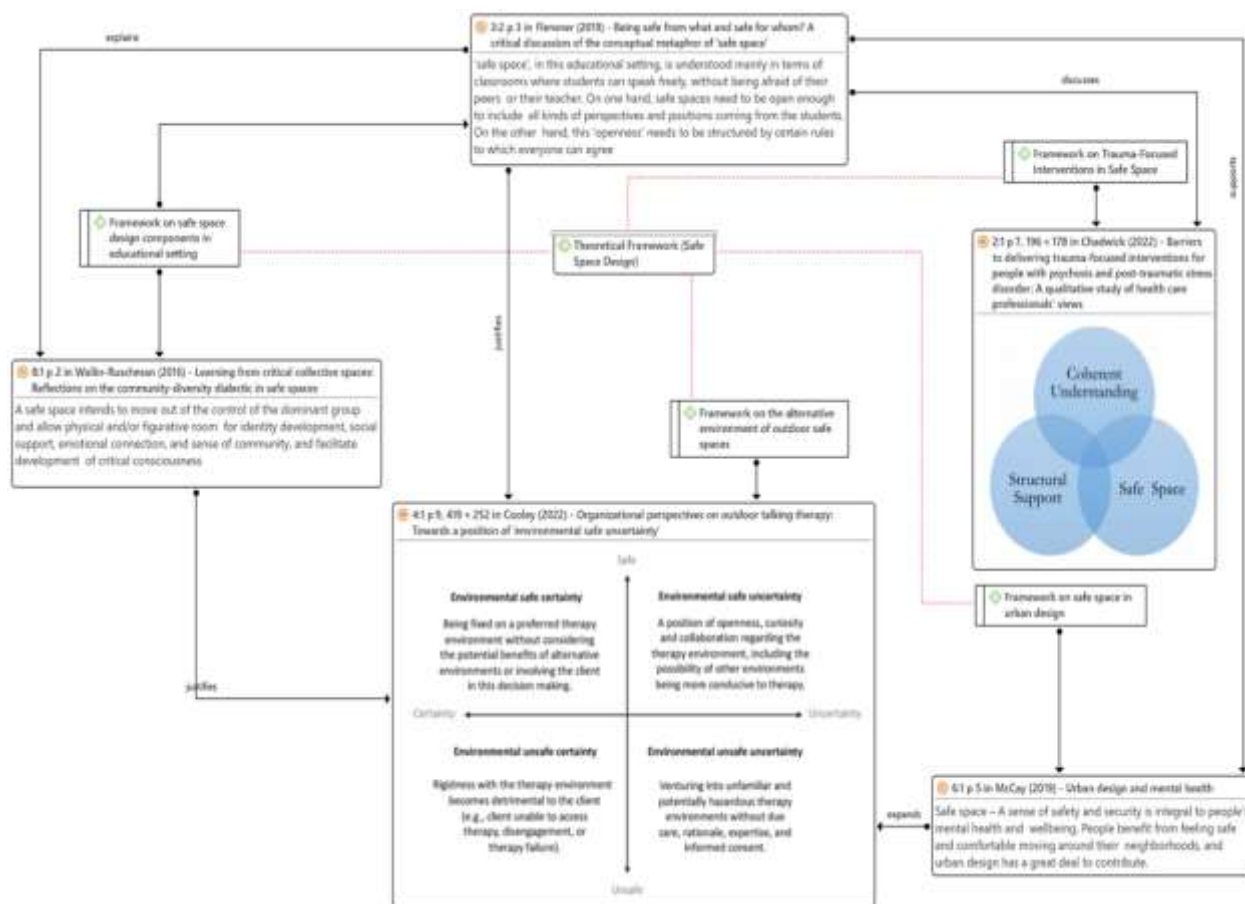 3:2 p 3 in Flensner (2019) - Being safe from what and safe for whom? A
critical discussion of the conceptual metaphor of 'safe space'
'safe space', in this educational setting, is understood mainly in terms of
classrooms where students can speak freely, without being afraid of their
peers or their teacher. On one hand, safe spaces need to be open enough
to include all kinds of perspectives and positions coming from the students.
On the other hand, this 'openness' needs to be structured by certain rules
to which everyone can agree
explains
discusses
supports
Framework on Trauma-Focused
Interventions in Safe Space
Framework on safe space
design components in
educational setting
Theoretical Framework (Safe
Space Design)
2:1 p 7, in Chadwick (2022) - Barriers
to delivering trauma-focused interventions for
people with psychosis and post-traumatic stress
disorder: A qualitative study of health care
professionals' views
Coherent
Understanding
Structural
Support
Safe Space
justifies
8:1 p 2 in Wallin-Ruschman (2016) - Learning from critical collective spaces:
Reflections on the community-diversity dialectic in safe spaces
A safe space intends to move out of the control of the dominant group
and allow physical and/or figurative room for identity development, social
support, emotional connection, and sense of community, and facilitate
development of critical consciousness
Framework on the alternative
environment of outdoor safe
spaces
4:1 p 9, in Cooley (2022) - Organizational perspectives on outdoor talking therapy:
Towards a position of 'environmental safe uncertainty'
Safe
Environmental safe certainty
Being fixed on a preferred therapy
environment without considering
the potential benefits of alternative
environments or involving the client
in this decision making.
Environmental safe uncertainty
A position of openness, curiosity
and collaboration regarding the
therapy environment, including the
possibility of other environments
being more conducive to therapy.
Certainty
Uncertainty
Environmental unsafe certainty
Rigidness with the therapy environment
becomes detrimental to the client
(e.g., client unable to access
therapy, disengagement, or
therapy failure).
Environmental unsafe uncertainty
Venturing into unfamiliar and
potentially hazardous therapy
environments without due
care, rationale, expertise, and
informed consent.
Unsafe
justifies
Framework on safe space in
urban design
expands
6:1 p 5 in McCay (2019) - Urban design and mental health
Safe space – A sense of safety and security is integral to people's
mental health and wellbeing. People benefit from feeling safe
and comfortable moving around their neighborhoods, and
urban design has a great deal to contribute.